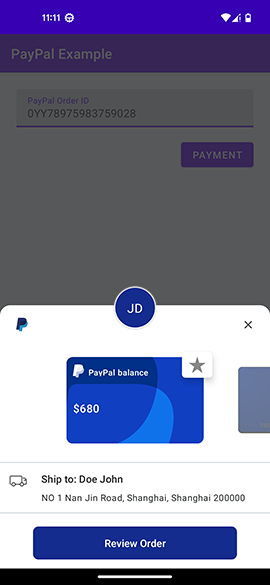 11:11
PayPal Example
PayPal Order ID
0YY78975983759028
PAYMENT
JD
PayPal balance
$680
Ship to: Doe John
NO 1 Nan Jin Road, Shanghai, Shanghai 200000
Review Order